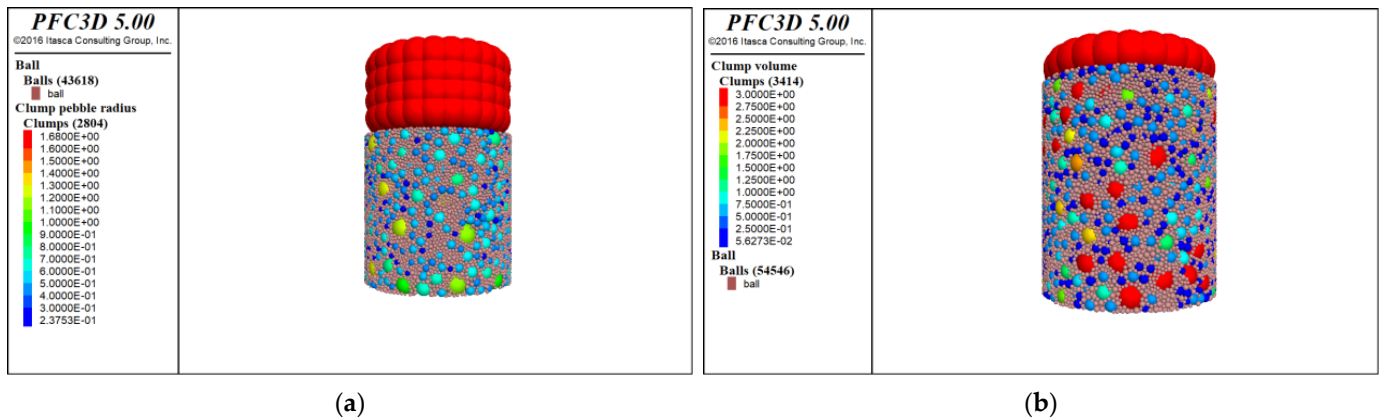 PFC3D 5.00
©2016 Itasca Consulting Group, Inc.
Ball
Balls (43618)
ball
Clump pebble radius
Clumps (2804)
1.6800E+00
1.6000E+00
1.5000E+00
1.4000E+00
1.3000E+00
1.2000E+00
1.1000E+00
1.0000E+00
9.0000E-01
8.0000E-01
7.0000E-01
6.0000E-01
5.0000E-01
4.0000E-01
3.0000E-01
2.3753E-01
(a)
PFC3D 5.00
©2016 Itasca Consulting Group, Inc.
Clump volume
Clumps (3414)
3.0000E+00
2.7500E+00
2.5000E+00
2.2500E+00
2.0000E+00
1.7500E+00
1.5000E+00
1.2500E+00
1.0000E+00
7.5000E-01
5.0000E-01
2.5000E-01
5.6273E-02
Ball
Balls (54546)
ball
(b)